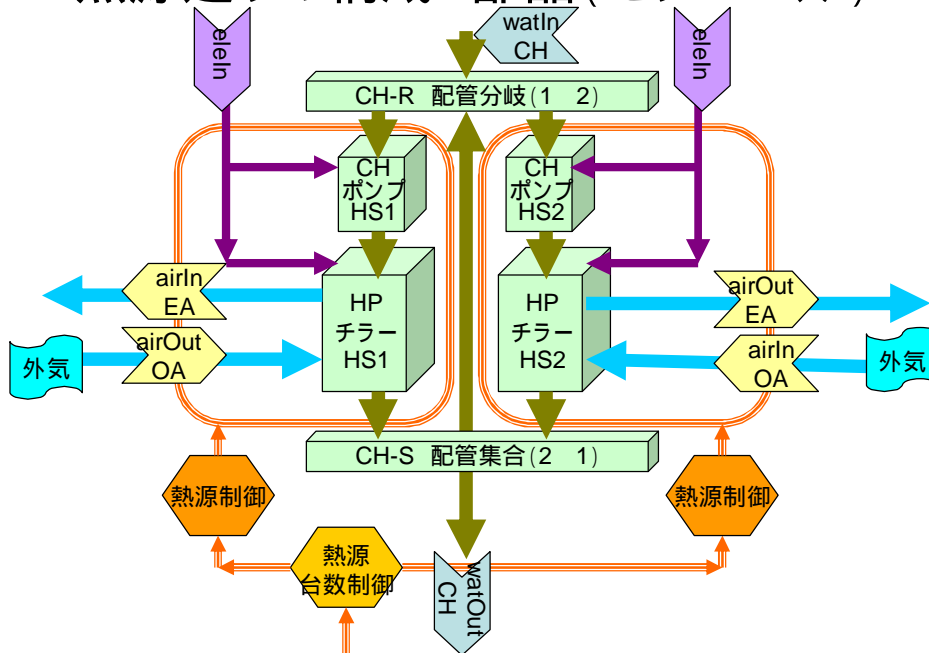 eleIn
watIn
CH
eleIn
CH-R 配管分岐(1 2)
CH
ポンプ
HS1
CH
ポンプ
HS2
airIn
EA
HP
チラー
HS1
HP
チラー
HS2
airOut
EA
外気
airOut
OA
airIn
OA
外気
CH-S 配管集合(2 1)
熱源制御
熱源制御
熱源
台数制御
watOut
CH